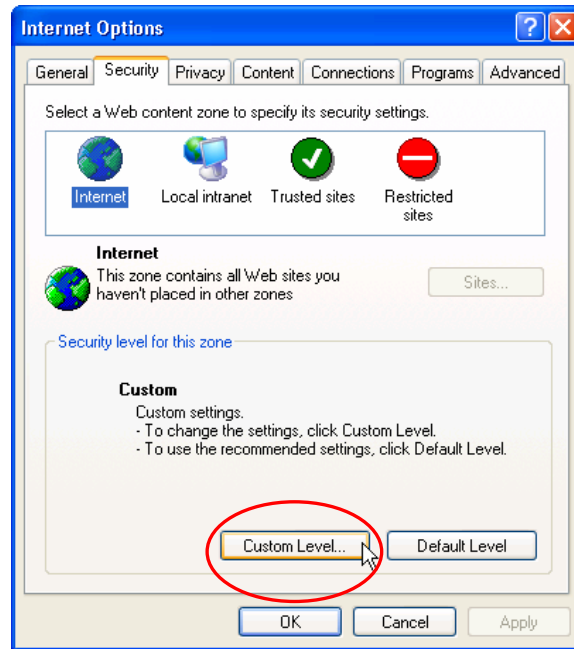 Internet Options
General Security Privacy Content Connections Programs Advanced
Select a Web content zone to specify its security settings.
Internet Local intranet Trusted sites Restricted sites
Internet
This zone contains all Web sites you
haven't placed in other zones
Sites...
Security level for this zone
Custom
Custom settings.
- To change the settings, click Custom Level.
- To use the recommended settings, click Default Level.
Custom Level... Default Level
OK Cancel Apply